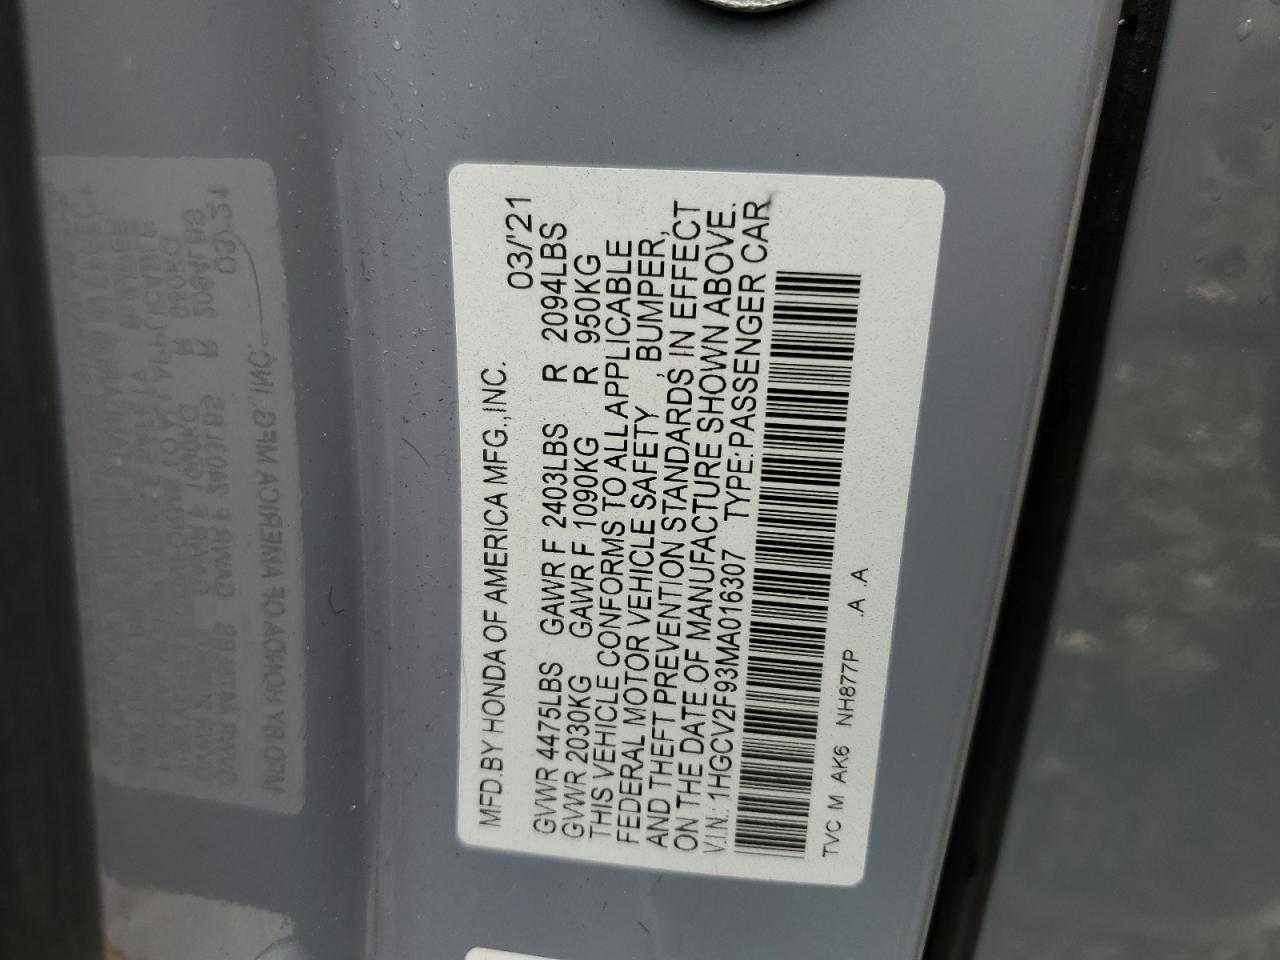 MFD.BY HONDA OF AMERICA MFG.,INC. 03/'21
GVWR 4475LBS GAWR F 2403LBS R 2094LBS
GVWR 2030KG GAWR F 1090KG R 950KG
THIS VEHICLE CONFORMS TO ALL APPLICABLE
FEDERAL MOTOR VEHICLE SAFETY , BUMPER,
AND THEFT PREVENTION STANDARDS IN EFFECT
ON THE DATE OF MANUFACTURE SHOWN ABOVE.
V.I.N.: 1HGCV2F93MA016307 TYPE:PASSENGER CAR
TVC M AK6 NH877P .A .A